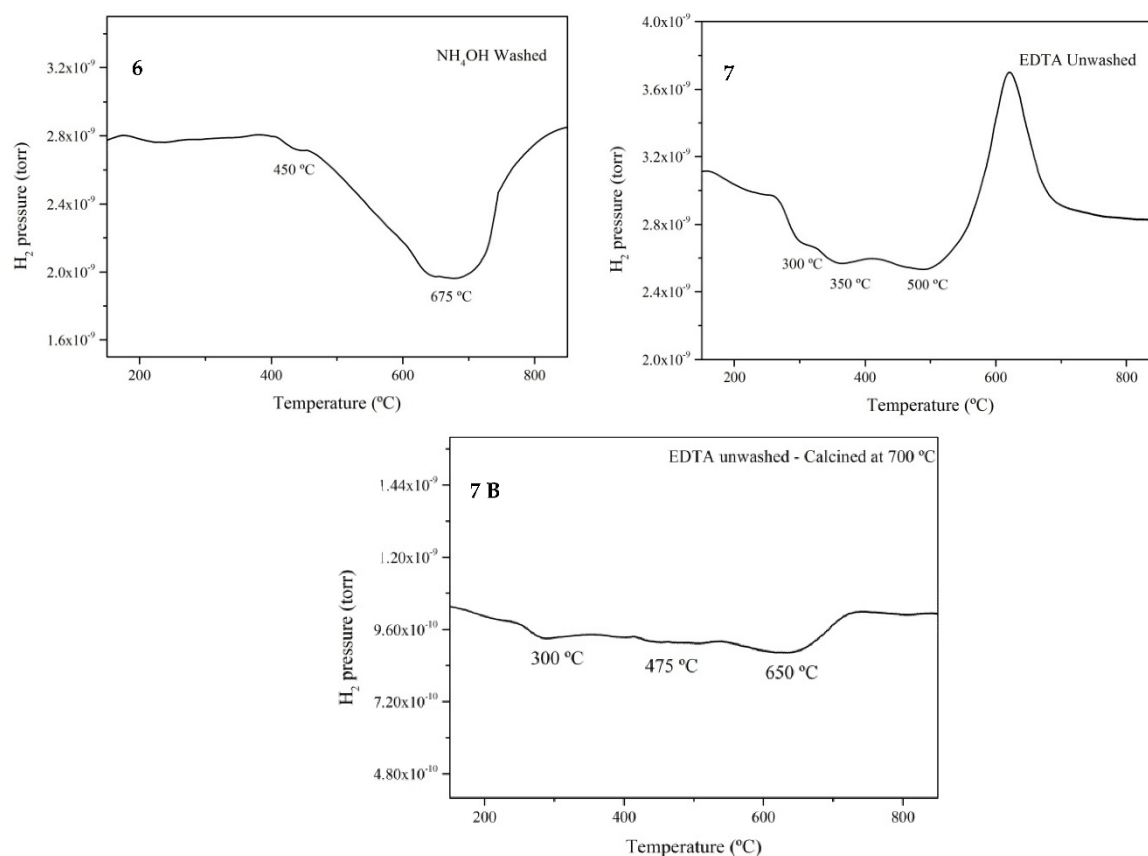 6
NH₄OH Washed
3.2x10⁻⁹
2.8x10⁻⁹
2.4x10⁻⁹
2.0x10⁻⁹
1.6x10⁻⁹
H₂ pressure (torr)
450 ºC
675 ºC
200 400 600 800
Temperature (ºC)
7
EDTA Unwashed
4.0x10⁻⁹
3.6x10⁻⁹
3.2x10⁻⁹
2.8x10⁻⁹
2.4x10⁻⁹
2.0x10⁻⁹
H₂ pressure (torr)
300 ºC
350 ºC
500 ºC
200 400 600 800
Temperature (ºC)
7 B
EDTA unwashed - Calcined at 700 ºC
1.44x10⁻⁹
1.20x10⁻⁹
9.60x10⁻¹⁰
7.20x10⁻¹⁰
4.80x10⁻¹⁰
H₂ pressure (torr)
300 ºC
475 ºC
650 ºC
200 400 600 800
Temperature (ºC)